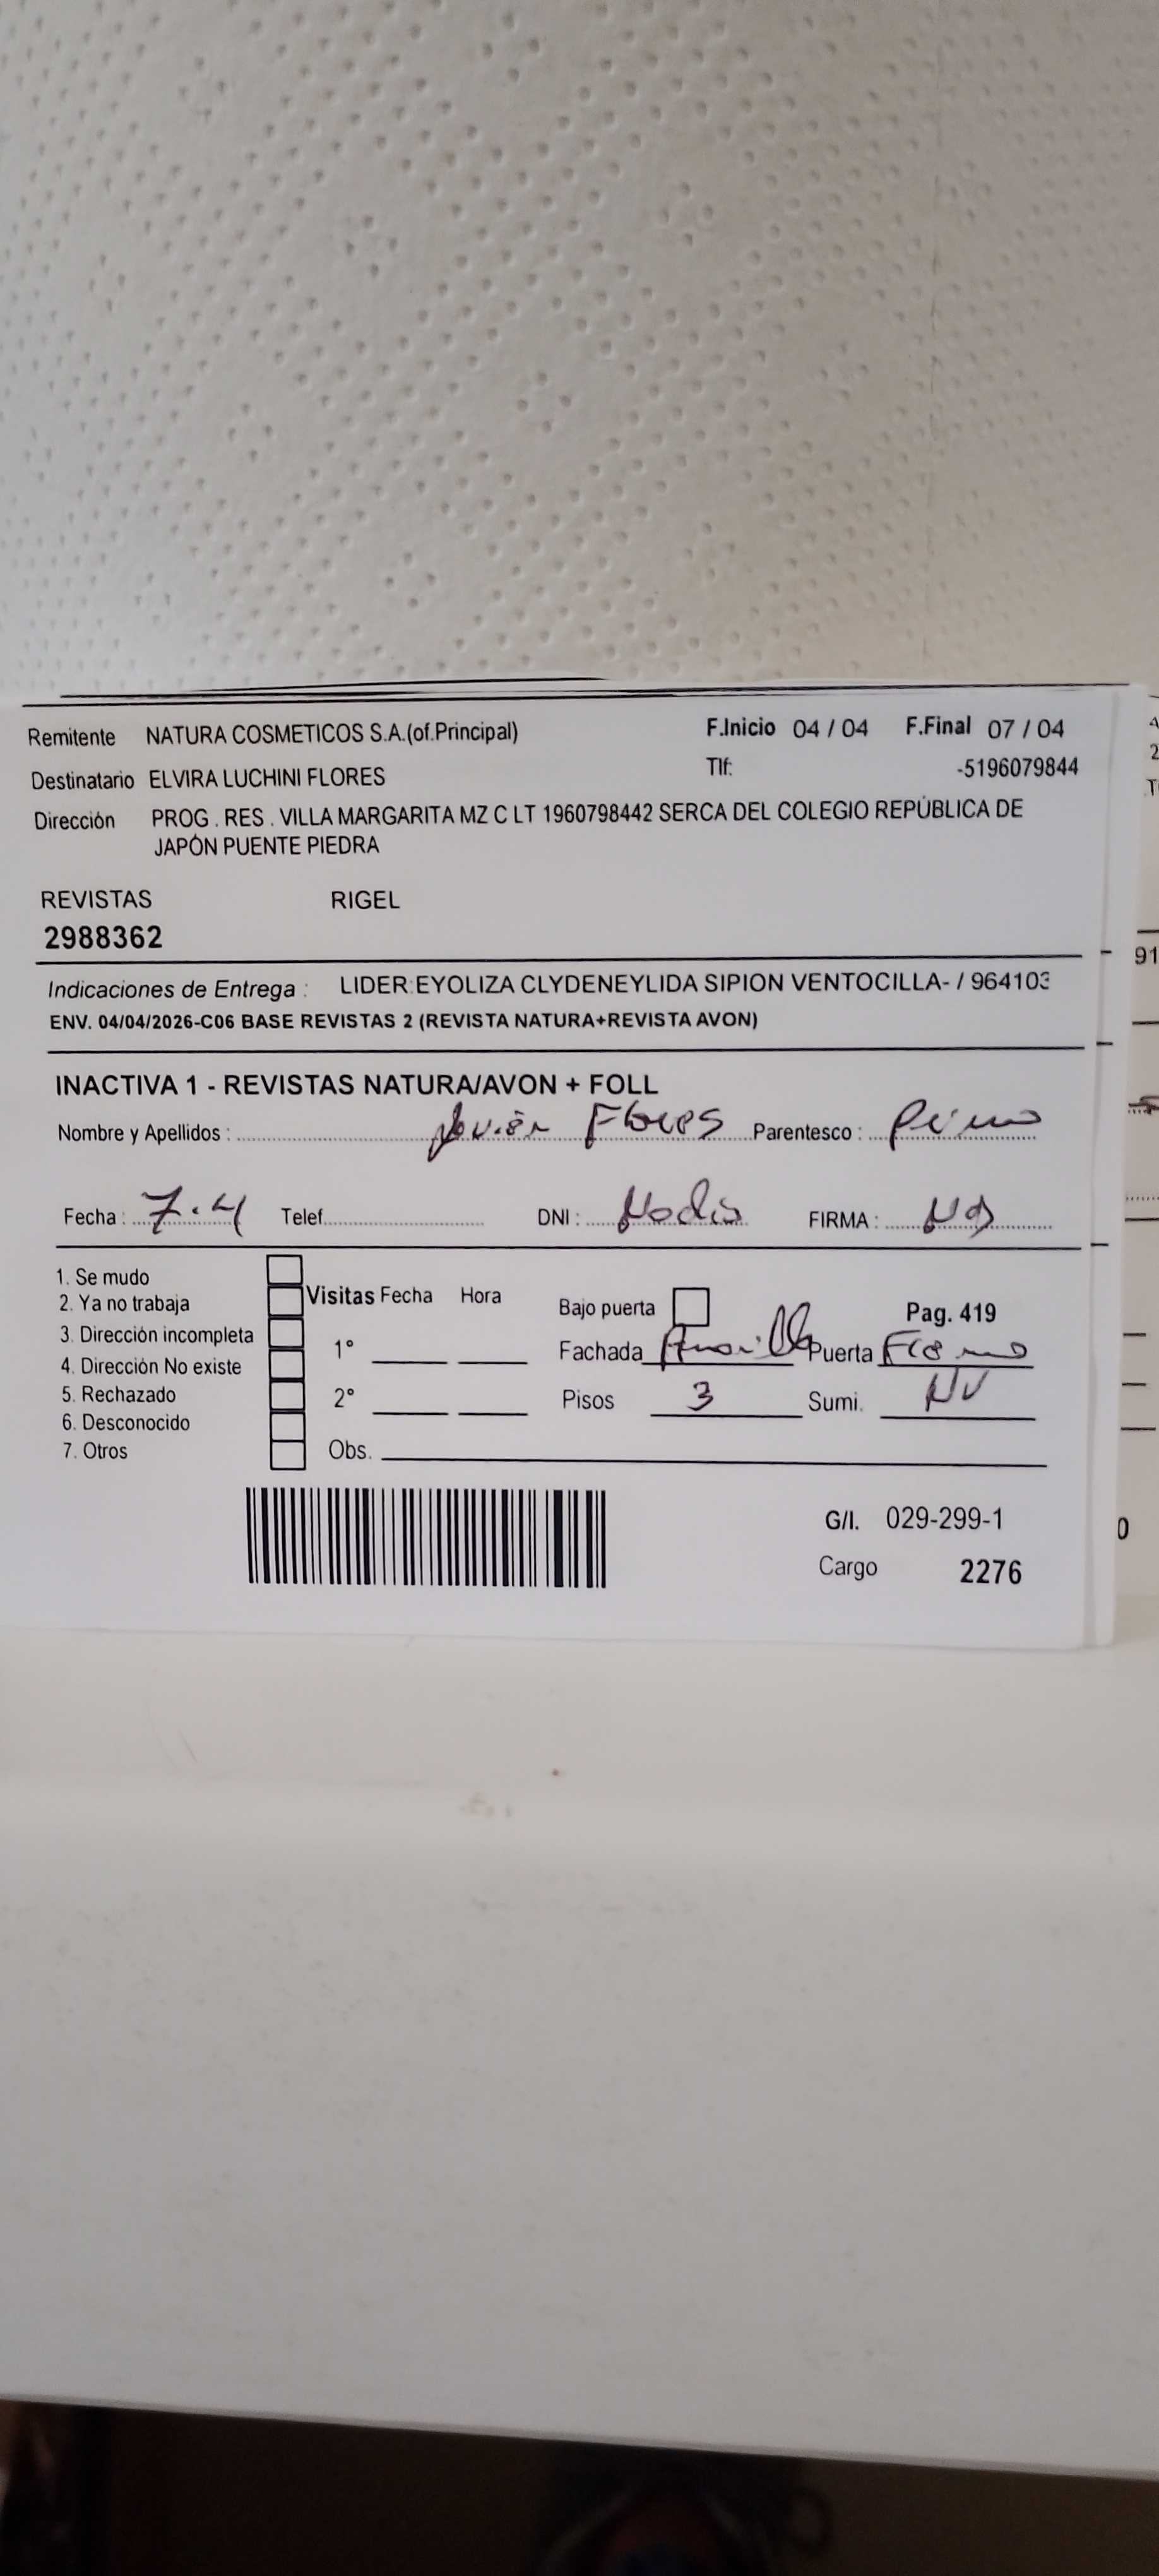 Remitente NATURA COSMETICOS S.A.(of.Principal) F.Inicio 04 / 04 F.Final 07 / 04
Destinatario ELVIRA LUCHINI FLORES Tlf: -5196079844
Dirección PROG . RES . VILLA MARGARITA MZ C LT 1960798442 SERCA DEL COLEGIO REPÚBLICA DE
JAPÓN PUENTE PIEDRA
REVISTAS RIGEL
2988362
Indicaciones de Entrega : LIDER:EYOLIZA CLYDENEYLIDA SIPION VENTOCILLA- / 964103
ENV. 04/04/2026-C06 BASE REVISTAS 2 (REVISTA NATURA+REVISTA AVON)
INACTIVA 1 - REVISTAS NATURA/AVON + FOLL
Nombre y Apellidos : Flores Parentesco : Primo
Fecha : 7.4 Telef. DNI : FIRMA :
1. Se mudo
2. Ya no trabaja
3. Dirección incompleta
4. Dirección No existe
5. Rechazado
6. Desconocido
7. Otros
Visitas Fecha Hora
1°
2°
Obs.
Bajo puerta Pag. 419
Fachada Puerta
Pisos 3 Sumi. NV
G/I. 029-299-1
Cargo 2276
91